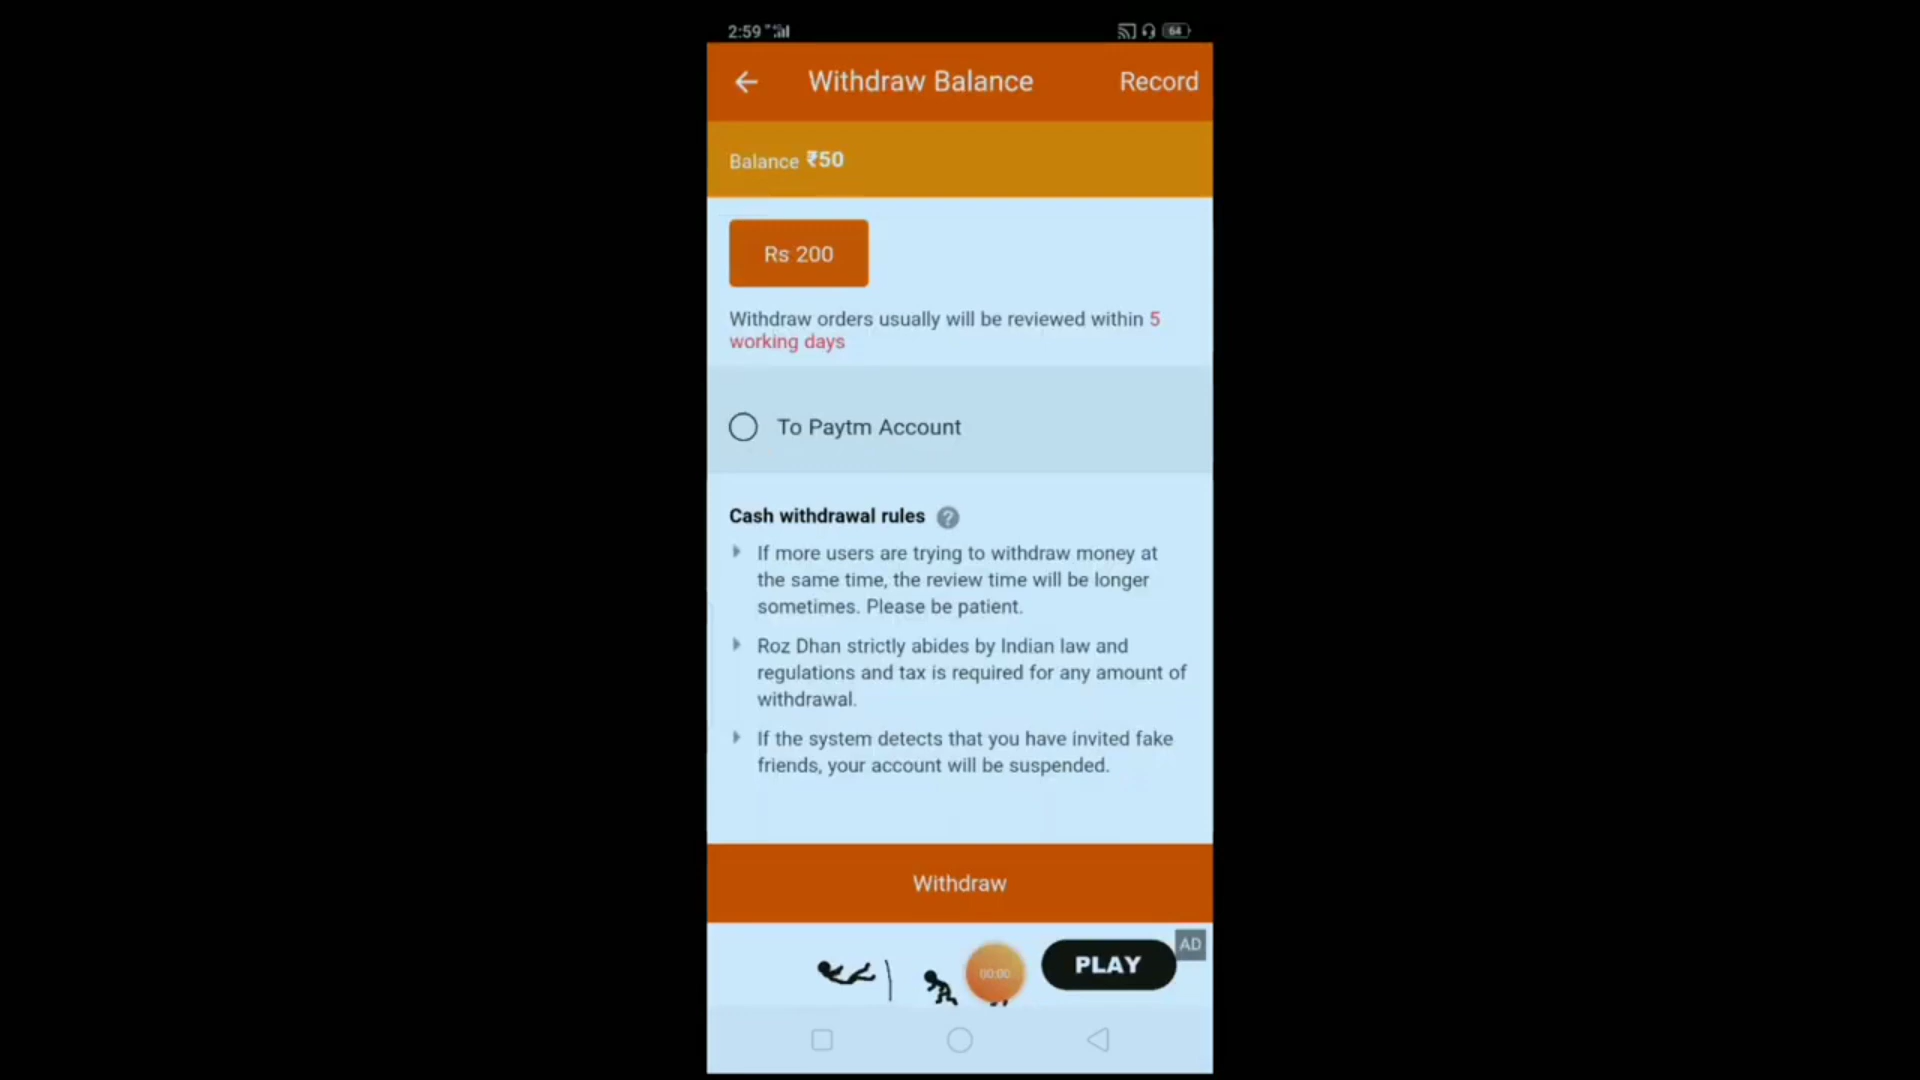 2:59
64
Withdraw Balance
Record
Balance ₹50
Rs 200
Withdraw orders usually will be reviewed within 5
working days
To Paytm Account
Cash withdrawal rules ?
If more users are trying to withdraw money at
the same time, the review time will be longer
sometimes. Please be patient.
Roz Dhan strictly abides by Indian law and
regulations and tax is required for any amount of
withdrawal.
If the system detects that you have invited fake
friends, your account will be suspended.
Withdraw
AD
00:00
PLAY